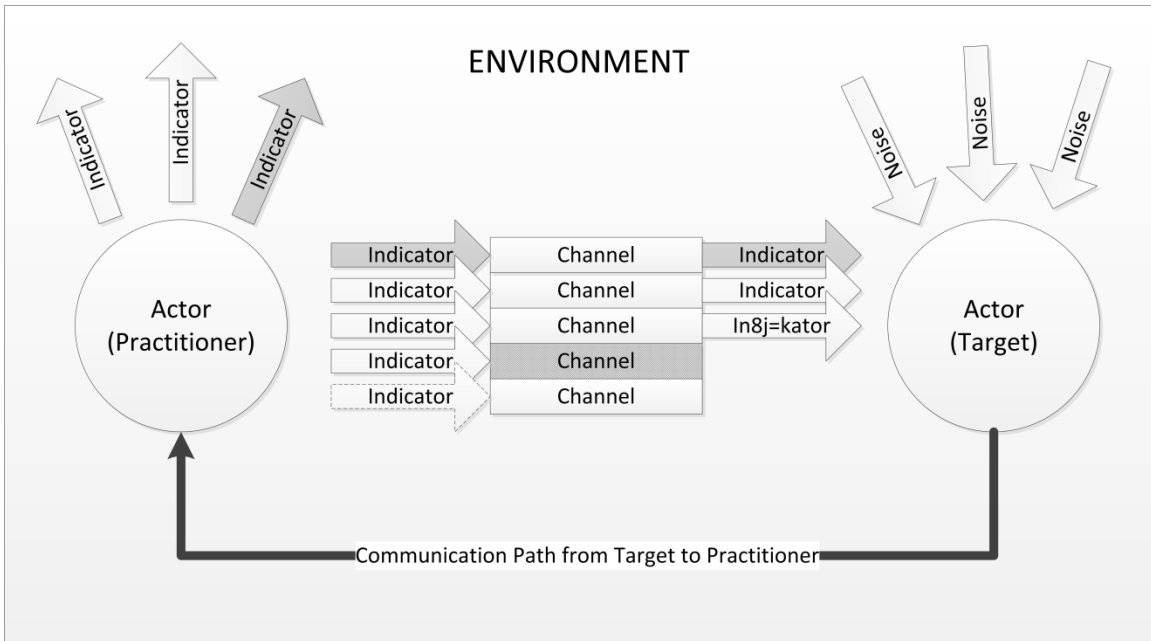 ENVIRONMENT
Indicator
Indicator
Indicator
Noise
Noise
Noise
Actor
(Practitioner)
Indicator
Channel
Indicator
Indicator
Channel
Indicator
Indicator
Channel
In8j=kator
Indicator
Channel
Indicator
Channel
Actor
(Target)
Communication Path from Target to Practitioner